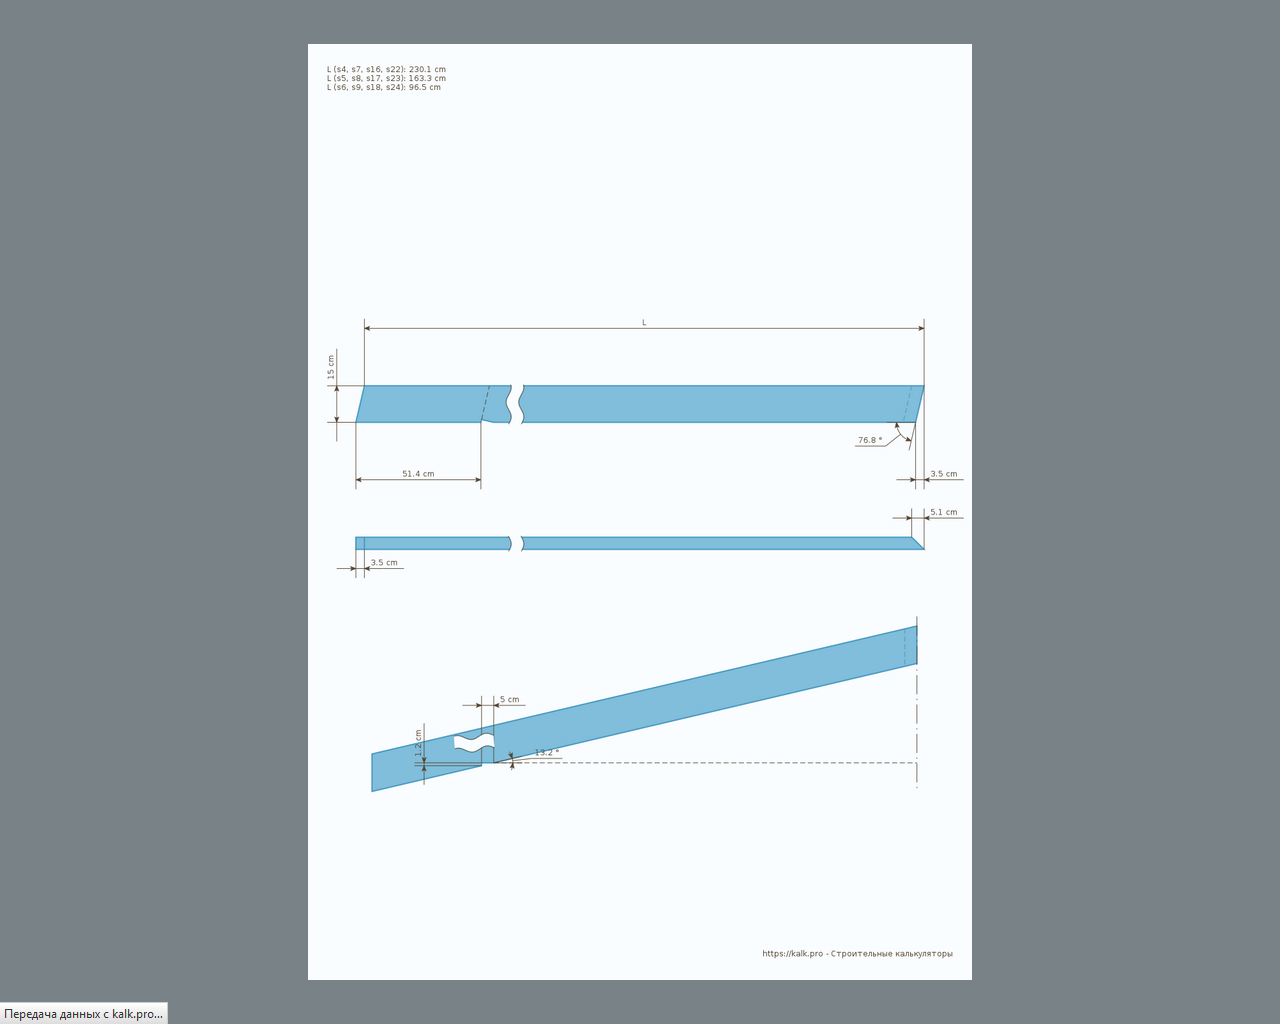 L (s4, s7, s16, s22): 230.1 cm
L (s5, s8, s17, s23): 163.3 cm
L (s6, s9, s18, s24): 96.5 cm
L
15 cm
76.8 °
51.4 cm
3.5 cm
5.1 cm
3.5 cm
5 cm
1.2 cm
13.2 °
https://kalk.pro - Строительные калькуляторы
Передача данных с kalk.pro...